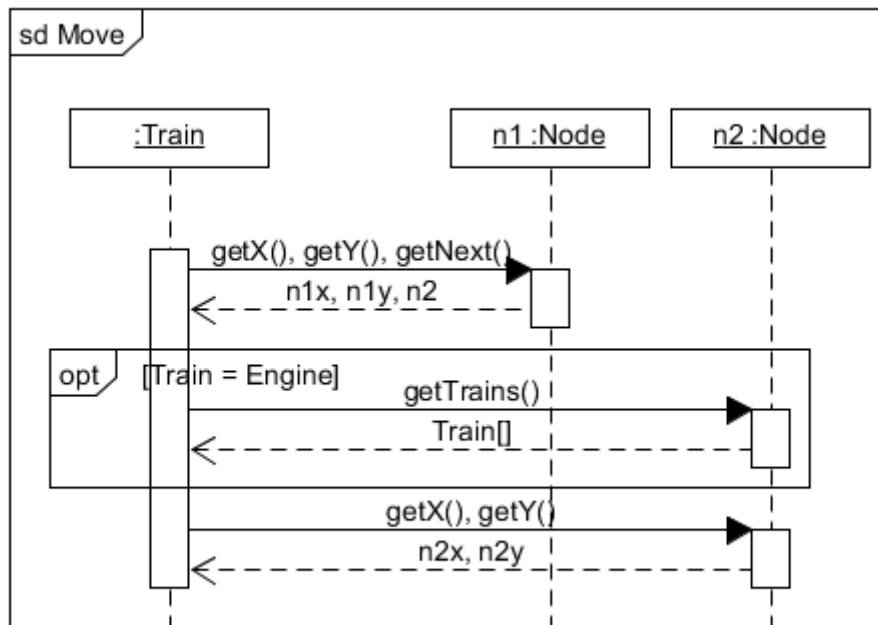 sd Move
:Train
n1 :Node
n2 :Node
getX(), getY(), getNext()
n1x, n1y, n2
opt
[Train = Engine]
getTrains()
Train[]
getX(), getY()
n2x, n2y